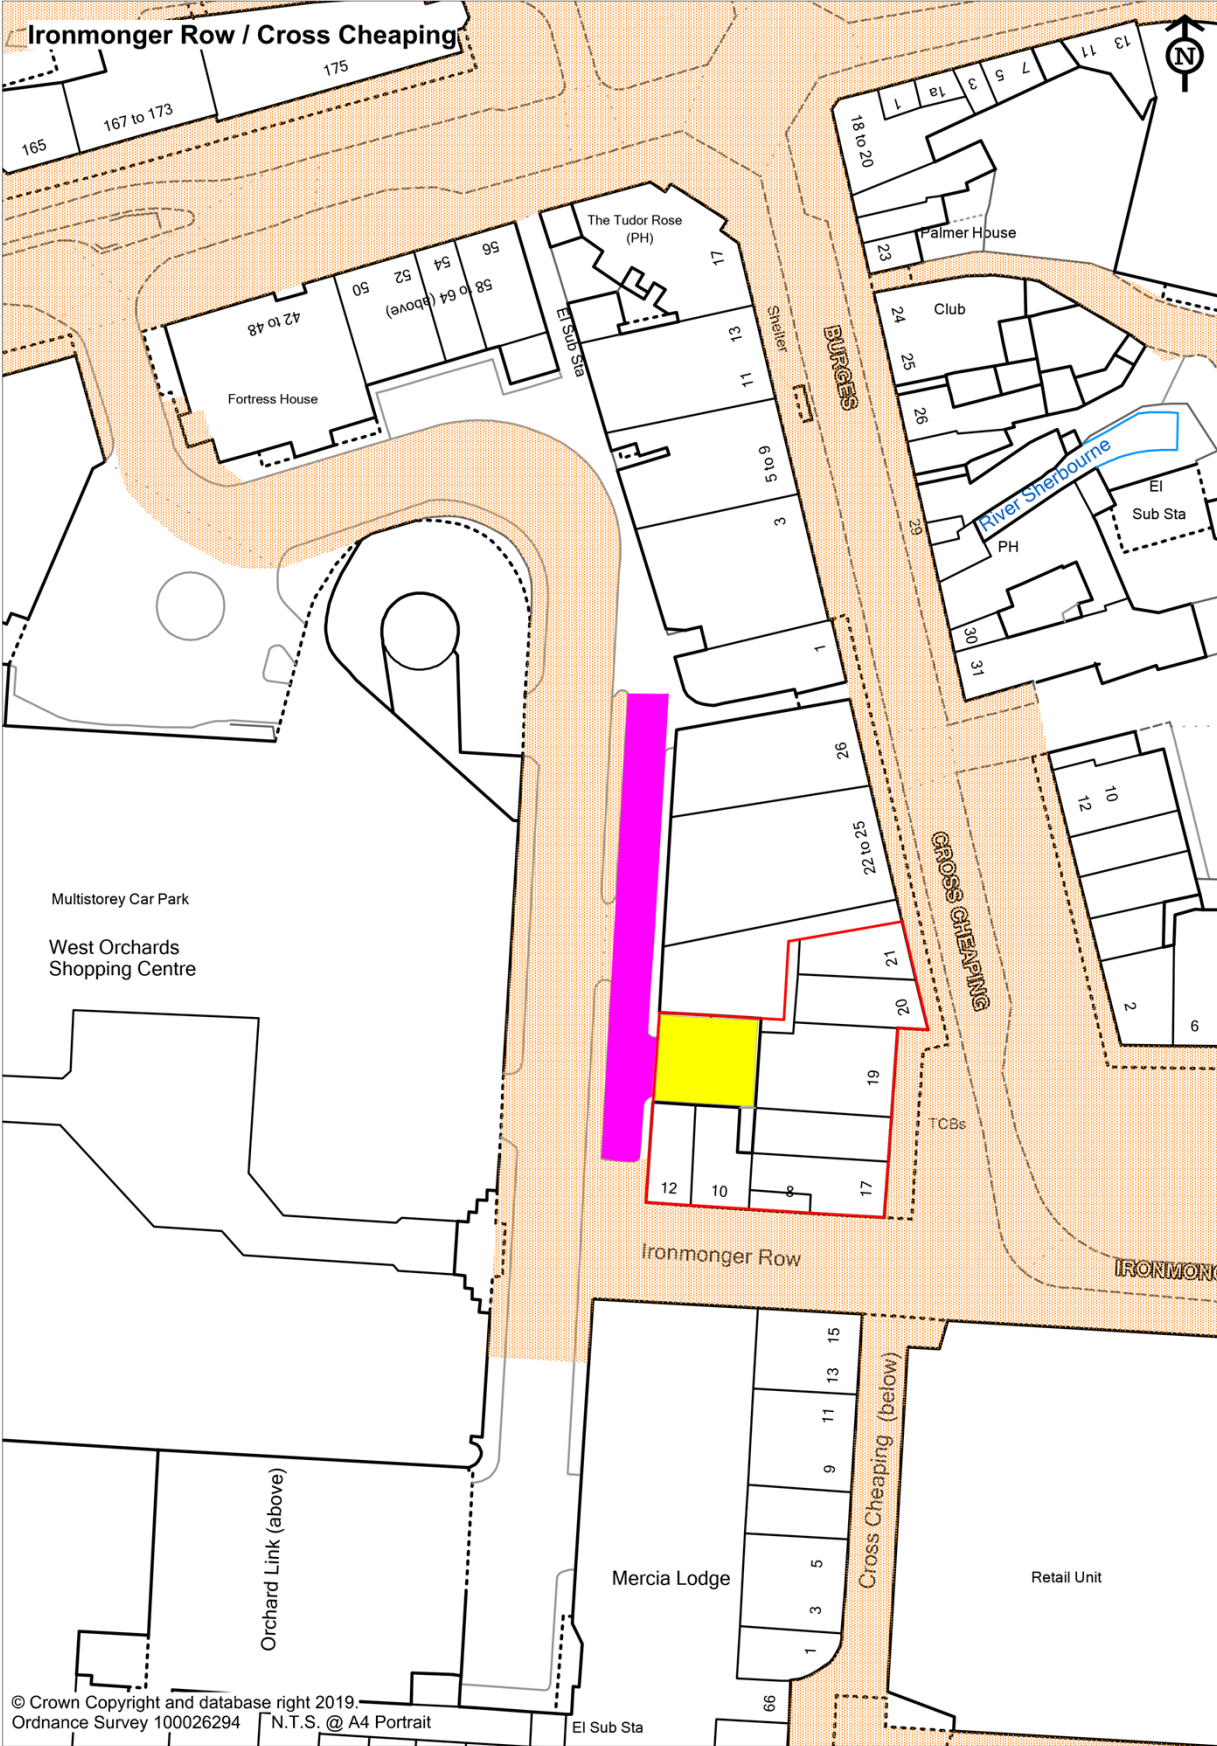 Ironmonger Row / Cross Cheaping
N
175
167 to 173
165
13
11
7
5
3
1a
1
18 to 20
The Tudor Rose
(PH)
17
23
Palmer House
56
54
52
50
58 to 64 (above)
42 to 48
El Sub Sta
Shelter
BURGES
24
Club
25
13
11
Fortress House
26
5 to 9
River Sherbourne
El
Sub Sta
3
29
PH
30
31
1
26
12
10
22 to 25
CROSS CHEAPING
Multistorey Car Park
West Orchards
Shopping Centre
21
20
2
6
19
TCBs
12
10
8
17
Ironmonger Row
IRONMONG
15
13
11
9
Cross Cheaping (below)
5
3
1
Orchard Link (above)
Mercia Lodge
Retail Unit
66
El Sub Sta
© Crown Copyright and database right 2019.
Ordnance Survey 100026294 N.T.S. @ A4 Portrait